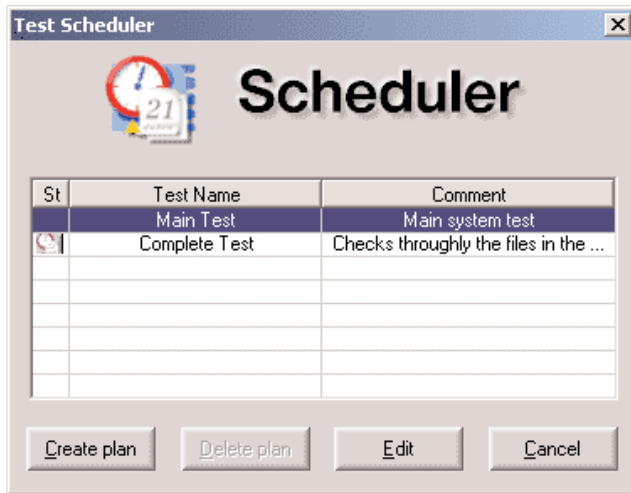 Test Scheduler
21
Scheduler
St Test Name Comment
Main Test Main system test
Complete Test Checks throughly the files in the ...
Create plan Delete plan Edit Cancel